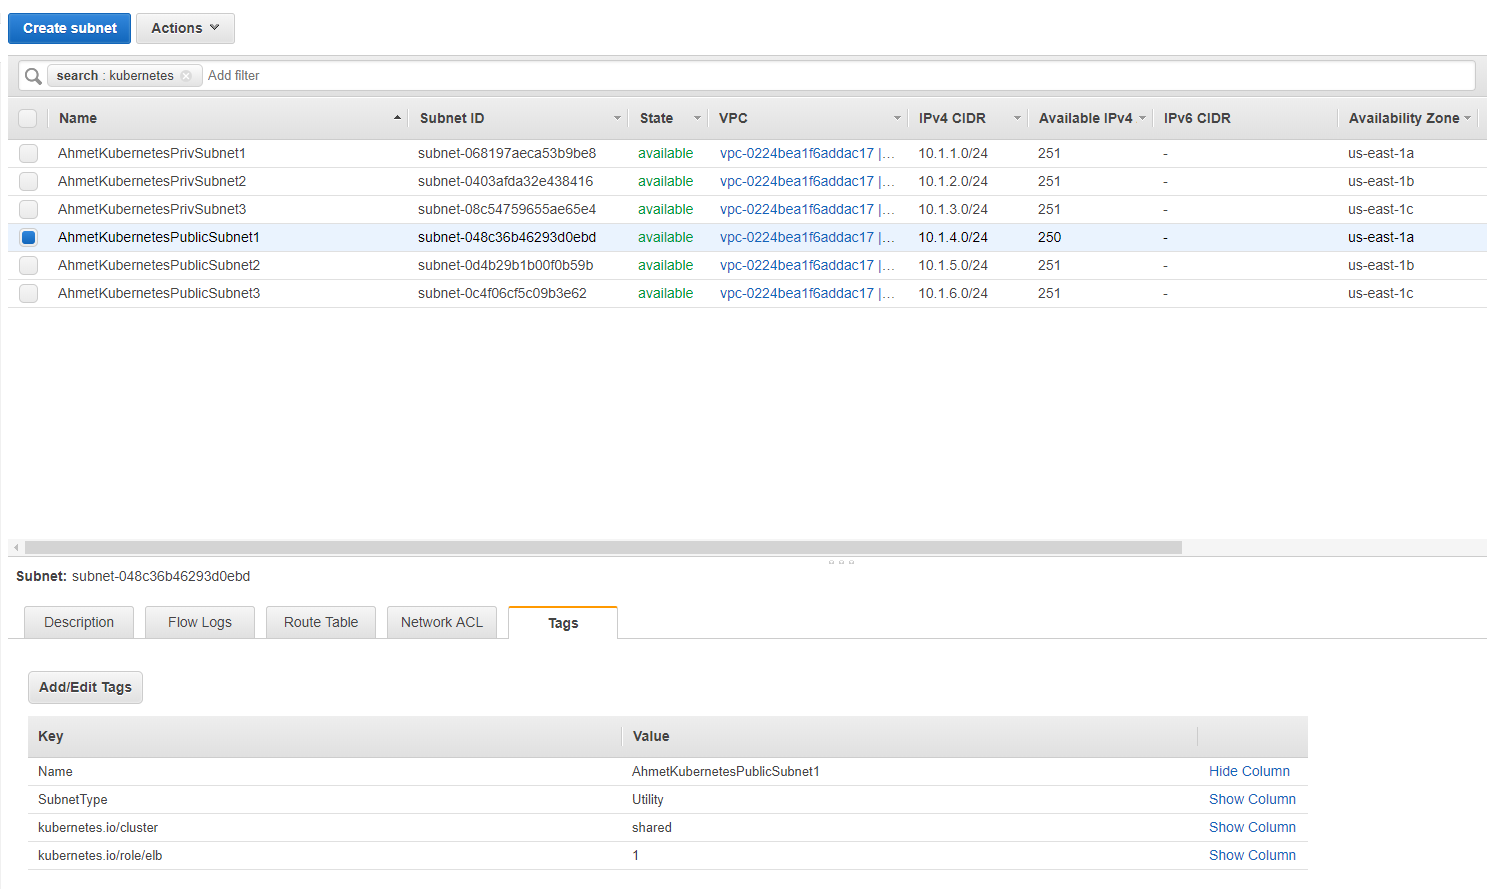 Create subnet Actions
search : kubernetes Add filter
Name Subnet ID State VPC IPv4 CIDR Available IPv4 IPv6 CIDR Availability Zone
AhmetKubernetesPrivSubnet1 subnet-068197aeca53b9be8 available vpc-0224bea1f6addac17 |... 10.1.1.0/24 251 - us-east-1a
AhmetKubernetesPrivSubnet2 subnet-0403afda32e438416 available vpc-0224bea1f6addac17 |... 10.1.2.0/24 251 - us-east-1b
AhmetKubernetesPrivSubnet3 subnet-08c54759655ae65e4 available vpc-0224bea1f6addac17 |... 10.1.3.0/24 251 - us-east-1c
AhmetKubernetesPublicSubnet1 subnet-048c36b46293d0ebd available vpc-0224bea1f6addac17 |... 10.1.4.0/24 250 - us-east-1a
AhmetKubernetesPublicSubnet2 subnet-0d4b29b1b00f0b59b available vpc-0224bea1f6addac17 |... 10.1.5.0/24 251 - us-east-1b
AhmetKubernetesPublicSubnet3 subnet-0c4f06cf5c09b3e62 available vpc-0224bea1f6addac17 |... 10.1.6.0/24 251 - us-east-1c
Subnet: subnet-048c36b46293d0ebd
Description Flow Logs Route Table Network ACL Tags
Add/Edit Tags
Key Value
Name AhmetKubernetesPublicSubnet1 Hide Column
SubnetType Utility Show Column
kubernetes.io/cluster shared Show Column
kubernetes.io/role/elb 1 Show Column